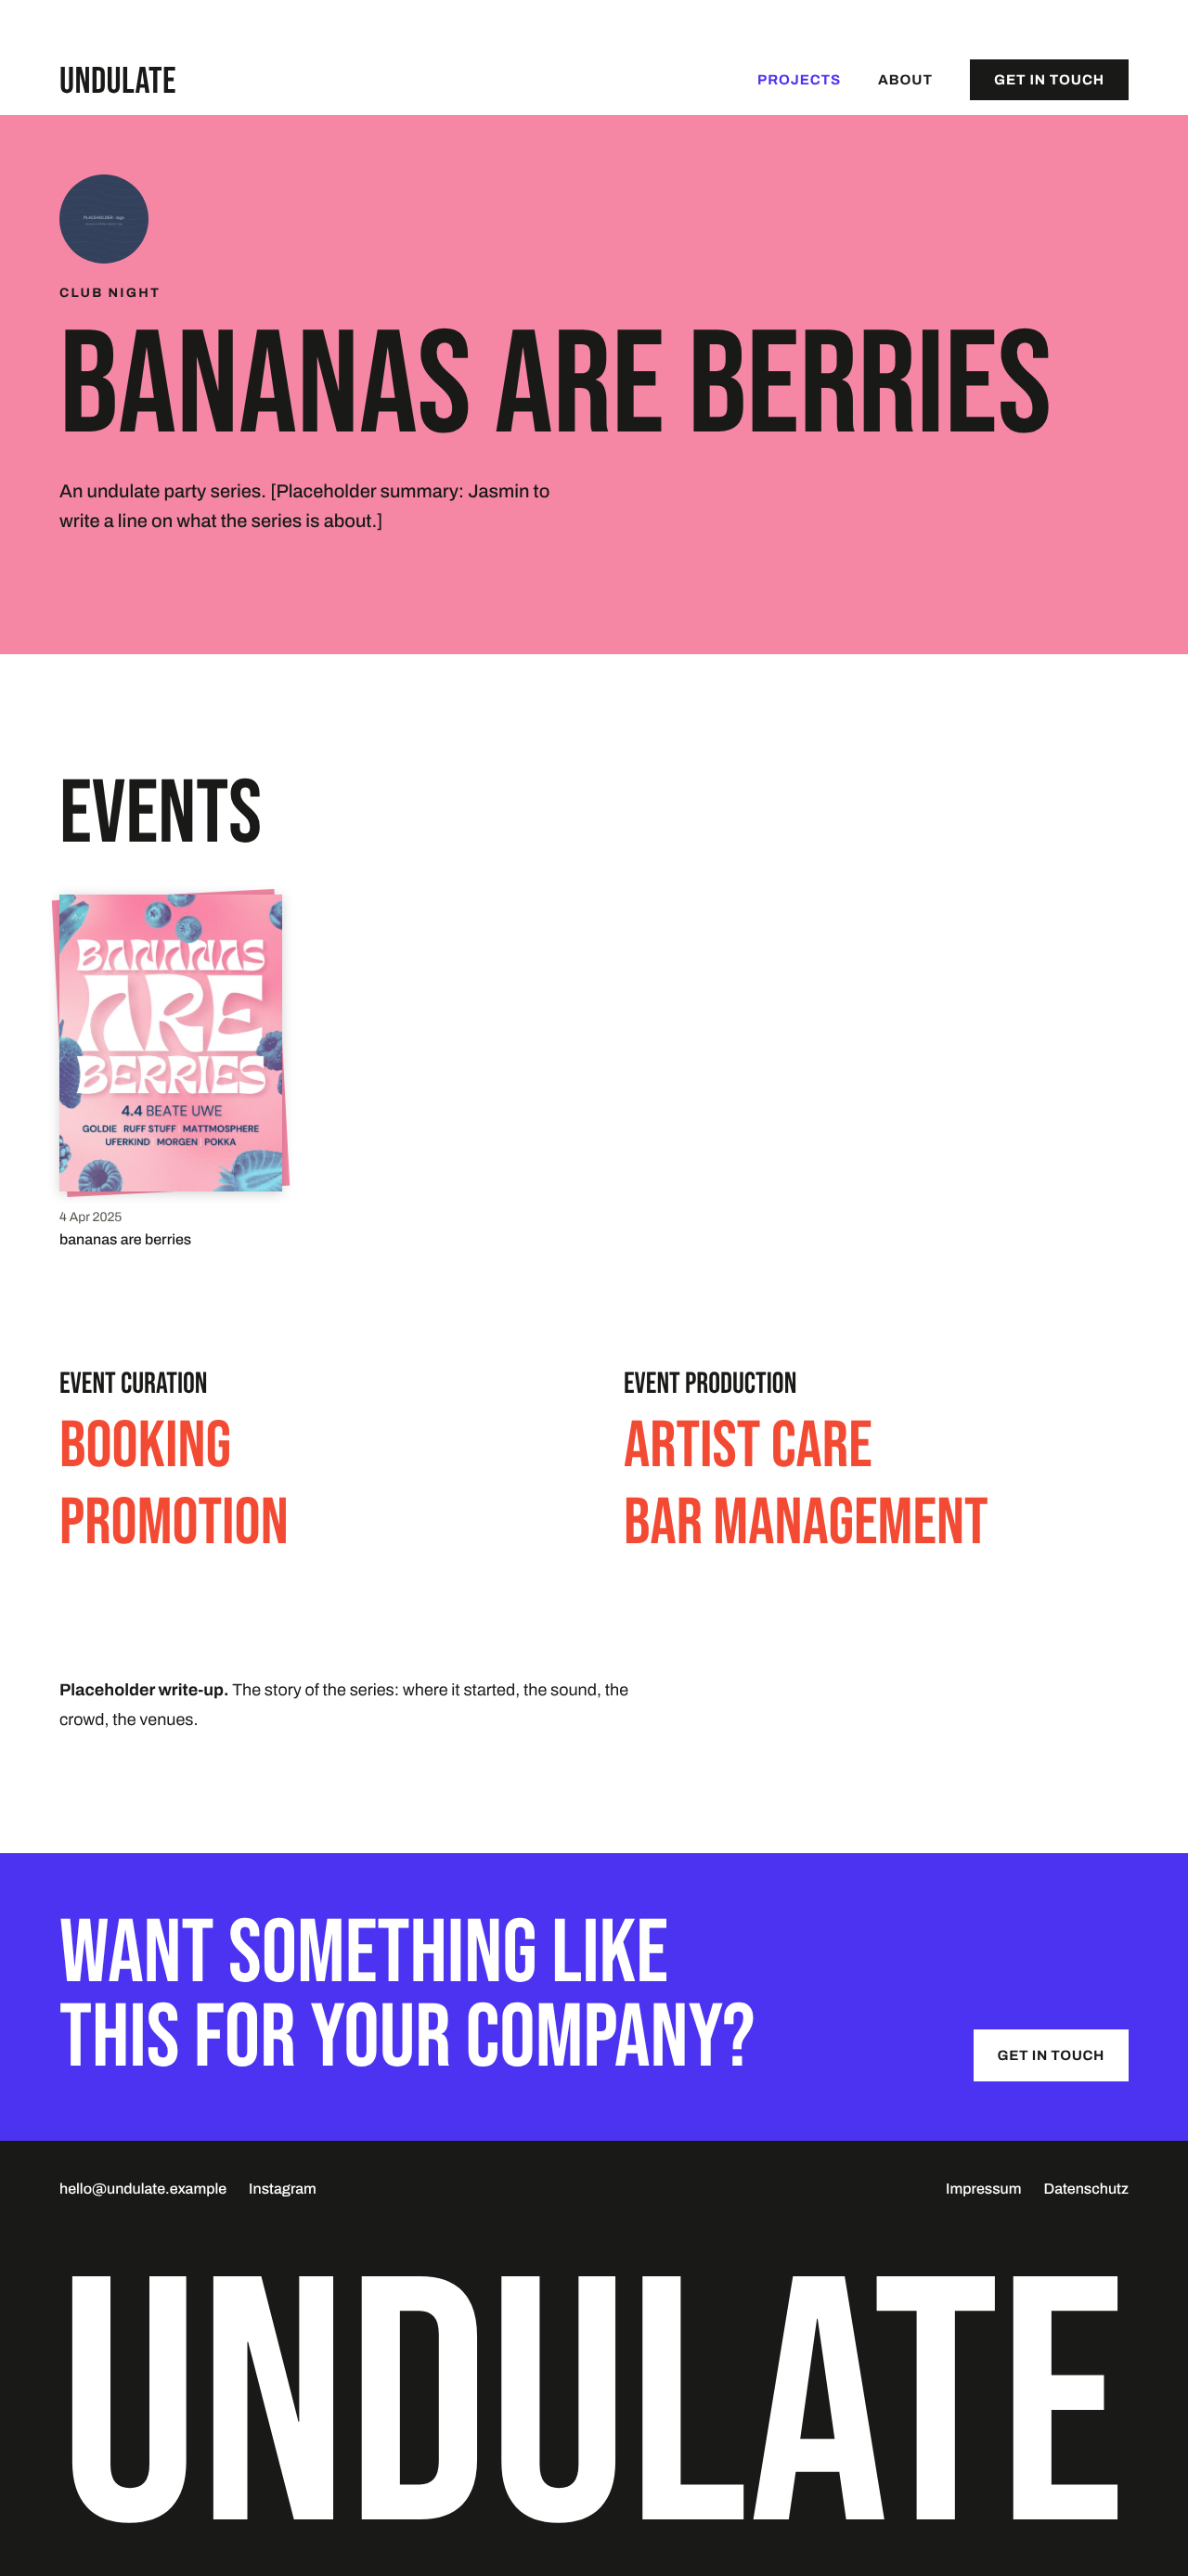 UNDULATE
PROJECTS
ABOUT
GET IN TOUCH
PLACEHOLDER · logo
CLUB NIGHT
BANANAS ARE BERRIES
An undulate party series. [Placeholder summary: Jasmin to
write a line on what the series is about.]
EVENTS
BANANAS
ARE
BERRIES
4.4 BEATE UWE
GOLDIE RUFF STUFF MATTMOSPHERE
UFERKIND MORGEN POKKA
4 Apr 2025
bananas are berries
EVENT CURATION
BOOKING
PROMOTION
EVENT PRODUCTION
ARTIST CARE
BAR MANAGEMENT
Placeholder write-up. The story of the series: where it started, the sound, the
crowd, the venues.
WANT SOMETHING LIKE
THIS FOR YOUR COMPANY?
GET IN TOUCH
hello@undulate.example
Instagram
Impressum
Datenschutz
UNDULATE